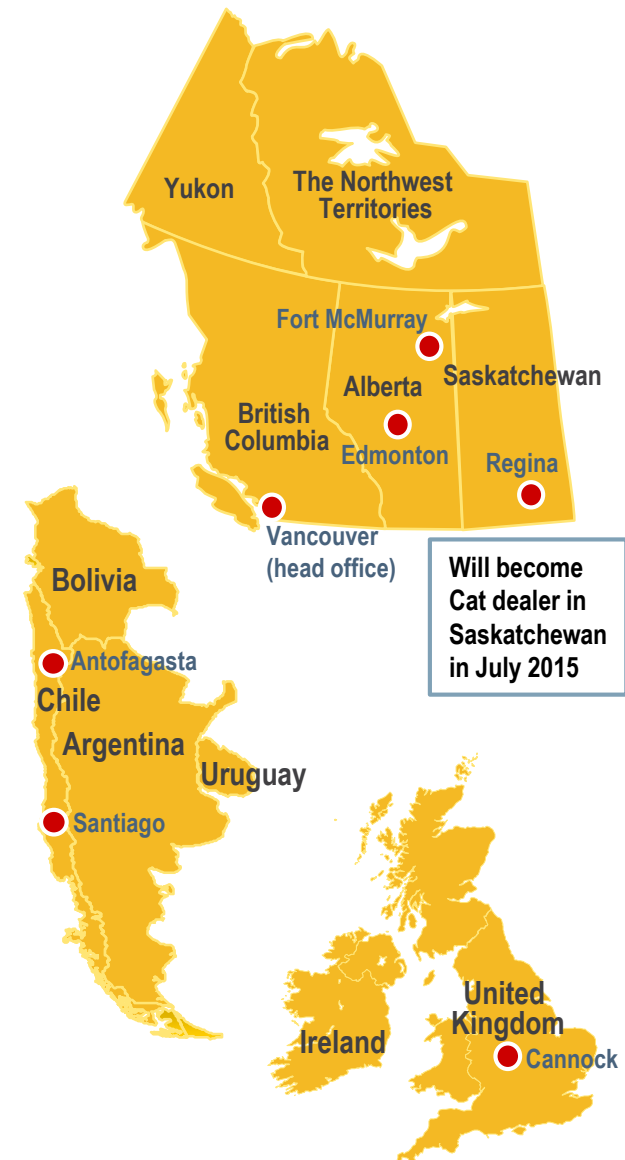 Yukon
The Northwest
Territories
Fort McMurray
Saskatchewan
Alberta
British
Columbia
Edmonton
Regina
Vancouver
(head office)
Will become
Cat dealer in
Saskatchewan
in July 2015
Bolivia
Antofagasta
Chile
Argentina
Uruguay
Santiago
United
Kingdom
Ireland
Cannock